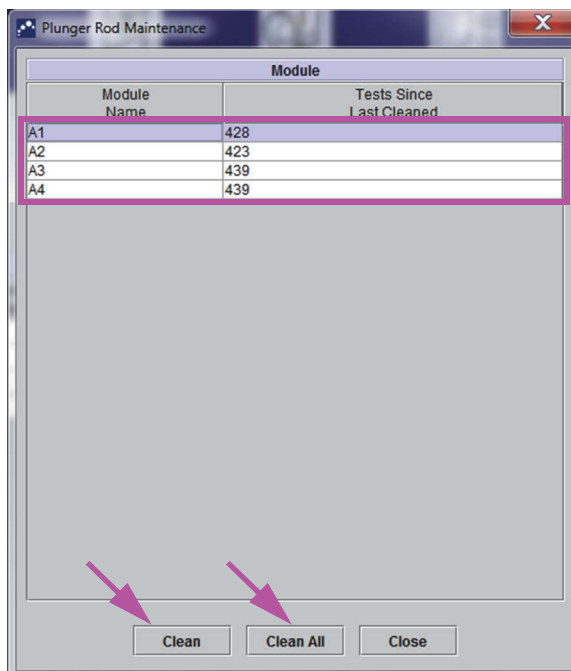 Plunger Rod Maintenance
X
Module
Module Name
Tests Since Last Cleaned
A1 428
A2 423
A3 439
A4 439
Clean Clean All Close